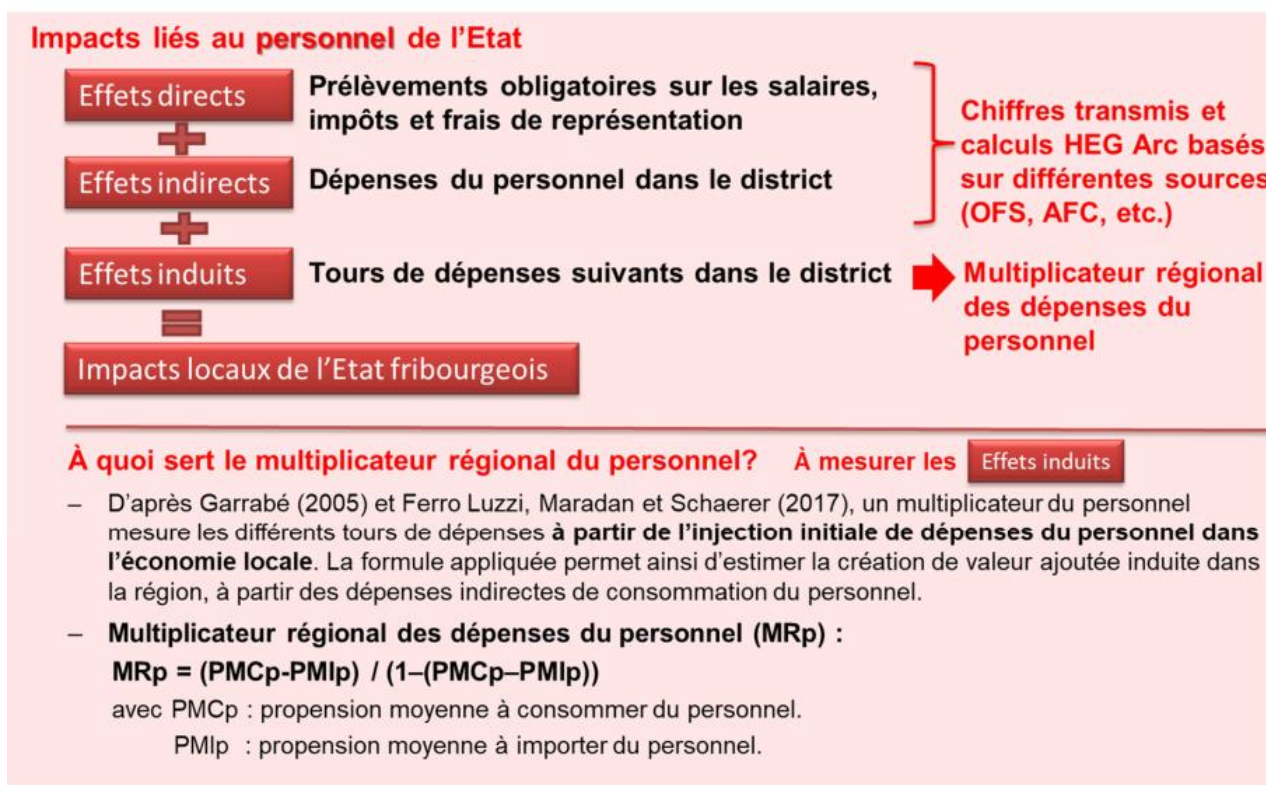 Impacts liés au personnel de l'Etat
Effets directs
Prélèvements obligatoires sur les salaires,
impôts et frais de représentation
Effets indirects
Dépenses du personnel dans le district
Chiffres transmis et
calculs HEG Arc basés
sur différentes sources
(OFS, AFC, etc.)
Effets induits
Tours de dépenses suivants dans le district
Multiplicateur régional
des dépenses du
personnel
Impacts locaux de l'Etat fribourgeois
À quoi sert le multiplicateur régional du personnel? À mesurer les Effets induits
– D'après Garrabé (2005) et Ferro Luzzi, Maradan et Schaerer (2017), un multiplicateur du personnel
mesure les différents tours de dépenses à partir de l'injection initiale de dépenses du personnel dans
l'économie locale. La formule appliquée permet ainsi d'estimer la création de valeur ajoutée induite dans
la région, à partir des dépenses indirectes de consommation du personnel.
– Multiplicateur régional des dépenses du personnel (MRp) :
MRp = (PMCp-PMIp) / (1–(PMCp–PMIp))
avec PMCp : propension moyenne à consommer du personnel.
PMIp : propension moyenne à importer du personnel.